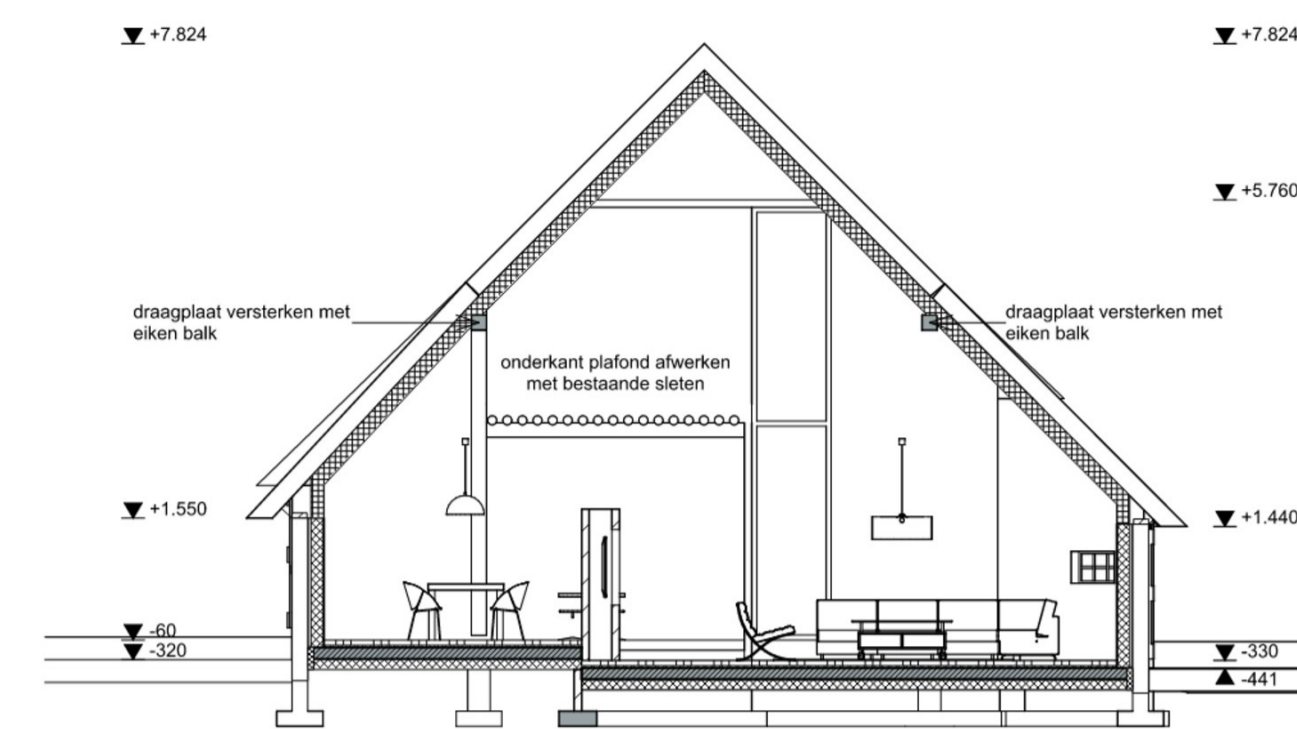 +7.824
+7.824
+5.760
draagplaat versterken met
eiken balk
draagplaat versterken met
eiken balk
onderkant plafond afwerken
met bestaande sleten
+1.550
+1.440
-60
-320
-330
-441